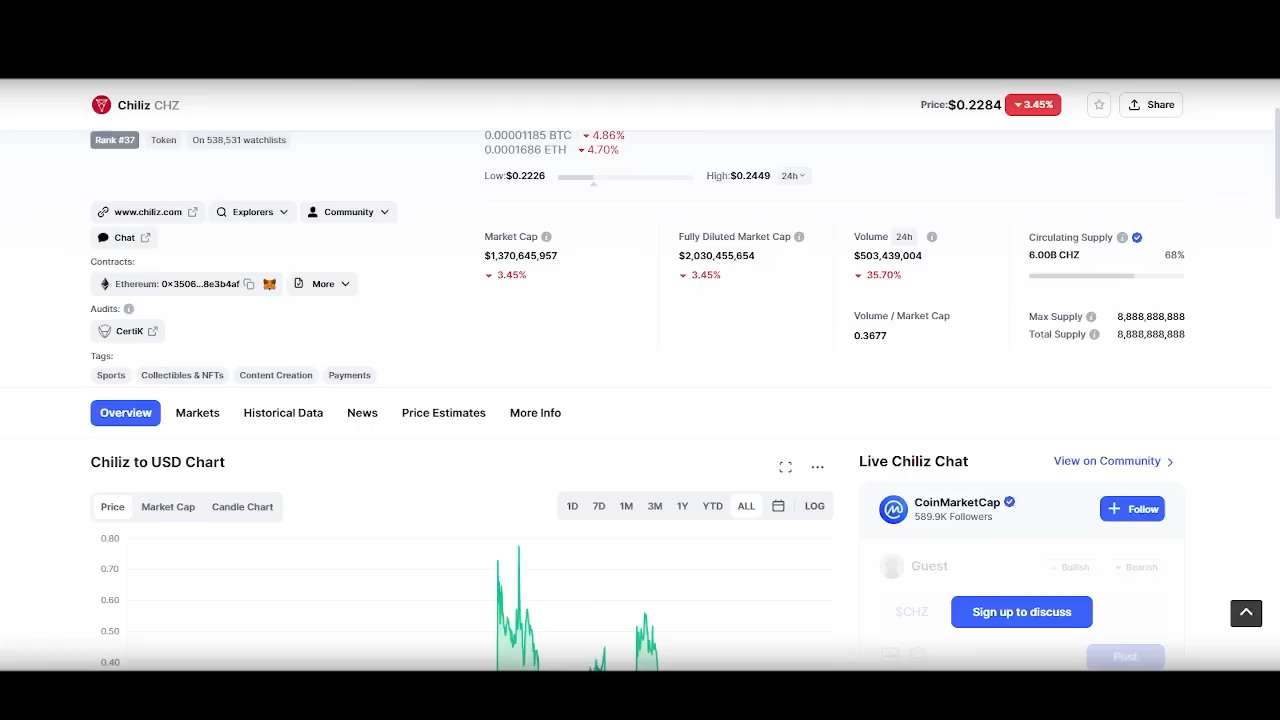 Chiliz CHZ
Price:$0.2284 3.45%
Share
Rank #37 Token On 538,531 watchlists
0.00001185 BTC 4.86%
0.0001686 ETH 4.70%
Low:$0.2226 High:$0.2449 24h
www.chiliz.com Explorers Community
Chat
Contracts:
Ethereum: 0x3506...8e3b4af More
Audits:
CertiK
Tags:
Sports Collectibles & NFTs Content Creation Payments
Market Cap
$1,370,645,957
3.45%
Fully Diluted Market Cap
$2,030,455,654
3.45%
Volume 24h
$503,439,004
35.70%
Volume / Market Cap
0.3677
Circulating Supply
6.00B CHZ 68%
Max Supply 8,888,888,888
Total Supply 8,888,888,888
Overview Markets Historical Data News Price Estimates More Info
Chiliz to USD Chart
Price Market Cap Candle Chart
1D 7D 1M 3M 1Y YTD ALL LOG
0.80
0.70
0.60
0.50
0.40
Live Chiliz Chat View on Community
CoinMarketCap
589.9K Followers
Follow
Guest Bullish Bearish
$CHZ
Sign up to discuss
Post